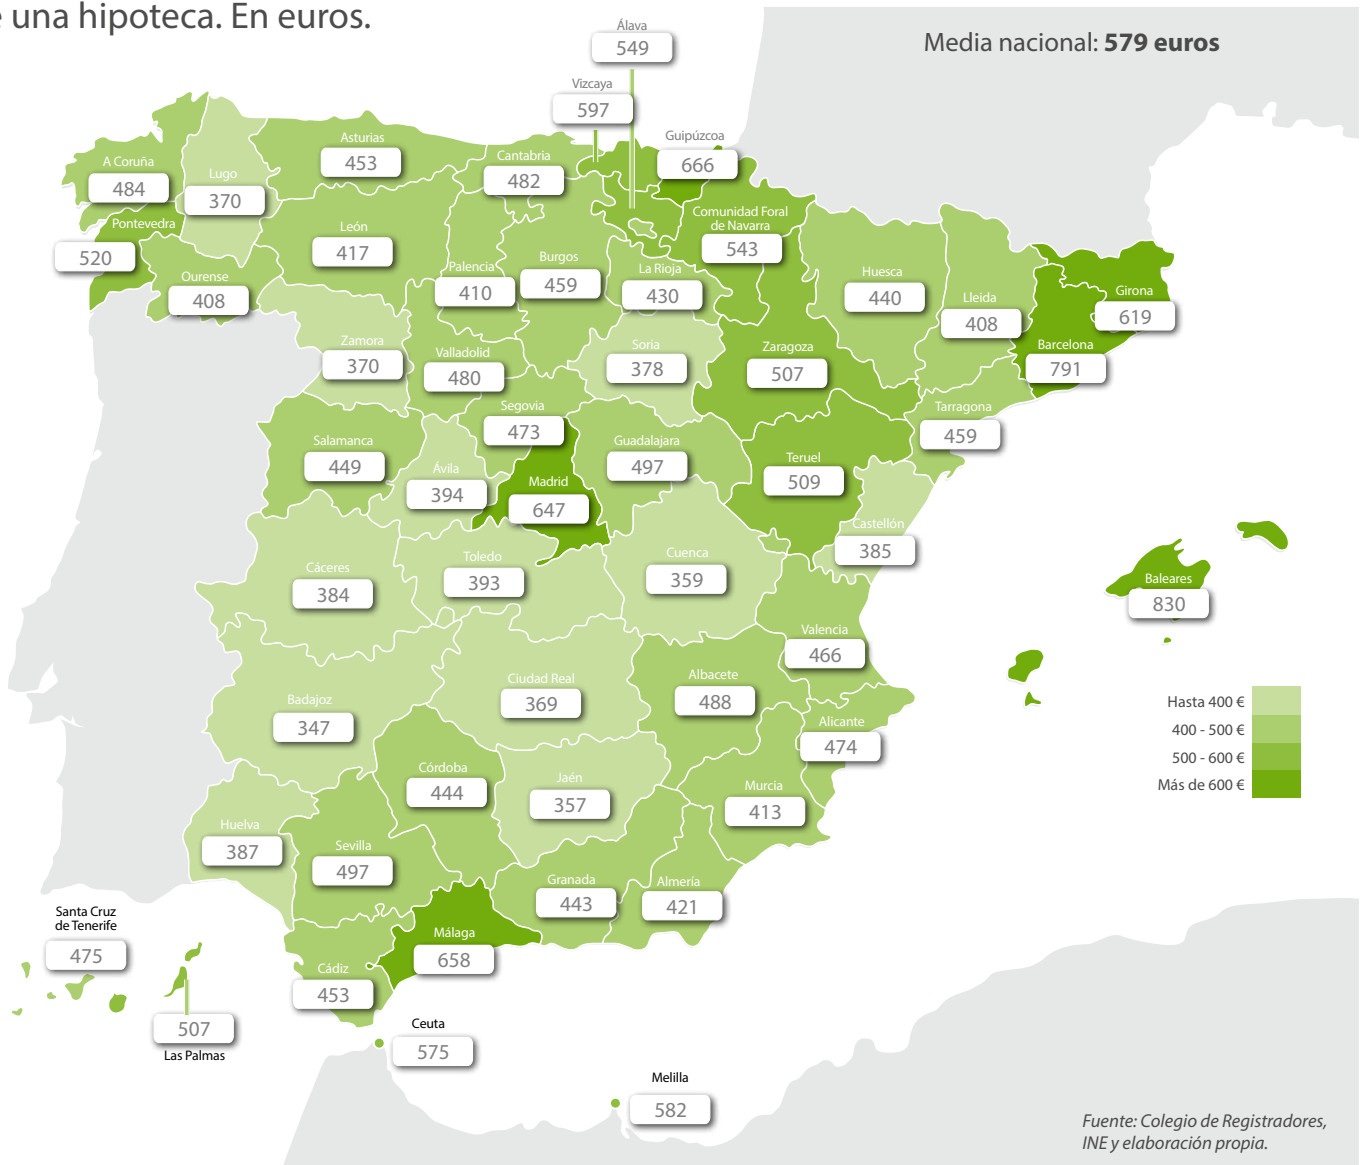 una hipoteca. En euros.
Media nacional: 579 euros
Álava
549
Vizcaya
597
Guipúzcoa
666
A Coruña
484
Lugo
370
Asturias
453
Cantabria
482
Pontevedra
520
Ourense
408
León
417
Palencia
410
Burgos
459
La Rioja
430
Comunidad Foral
de Navarra
543
Huesca
440
Lleida
408
Girona
619
Barcelona
791
Zamora
370
Valladolid
480
Soria
378
Zaragoza
507
Tarragona
459
Segovia
473
Salamanca
449
Ávila
394
Madrid
647
Guadalajara
497
Teruel
509
Castellón
385
Cáceres
384
Toledo
393
Cuenca
359
Baleares
830
Valencia
466
Badajoz
347
Ciudad Real
369
Albacete
488
Alicante
474
Hasta 400 €
400 - 500 €
500 - 600 €
Más de 600 €
Córdoba
444
Jaén
357
Murcia
413
Huelva
387
Sevilla
497
Granada
443
Almería
421
Santa Cruz
de Tenerife
475
Málaga
658
Cádiz
453
507
Las Palmas
Ceuta
575
Melilla
582
Fuente: Colegio de Registradores,
INE y elaboración propia.